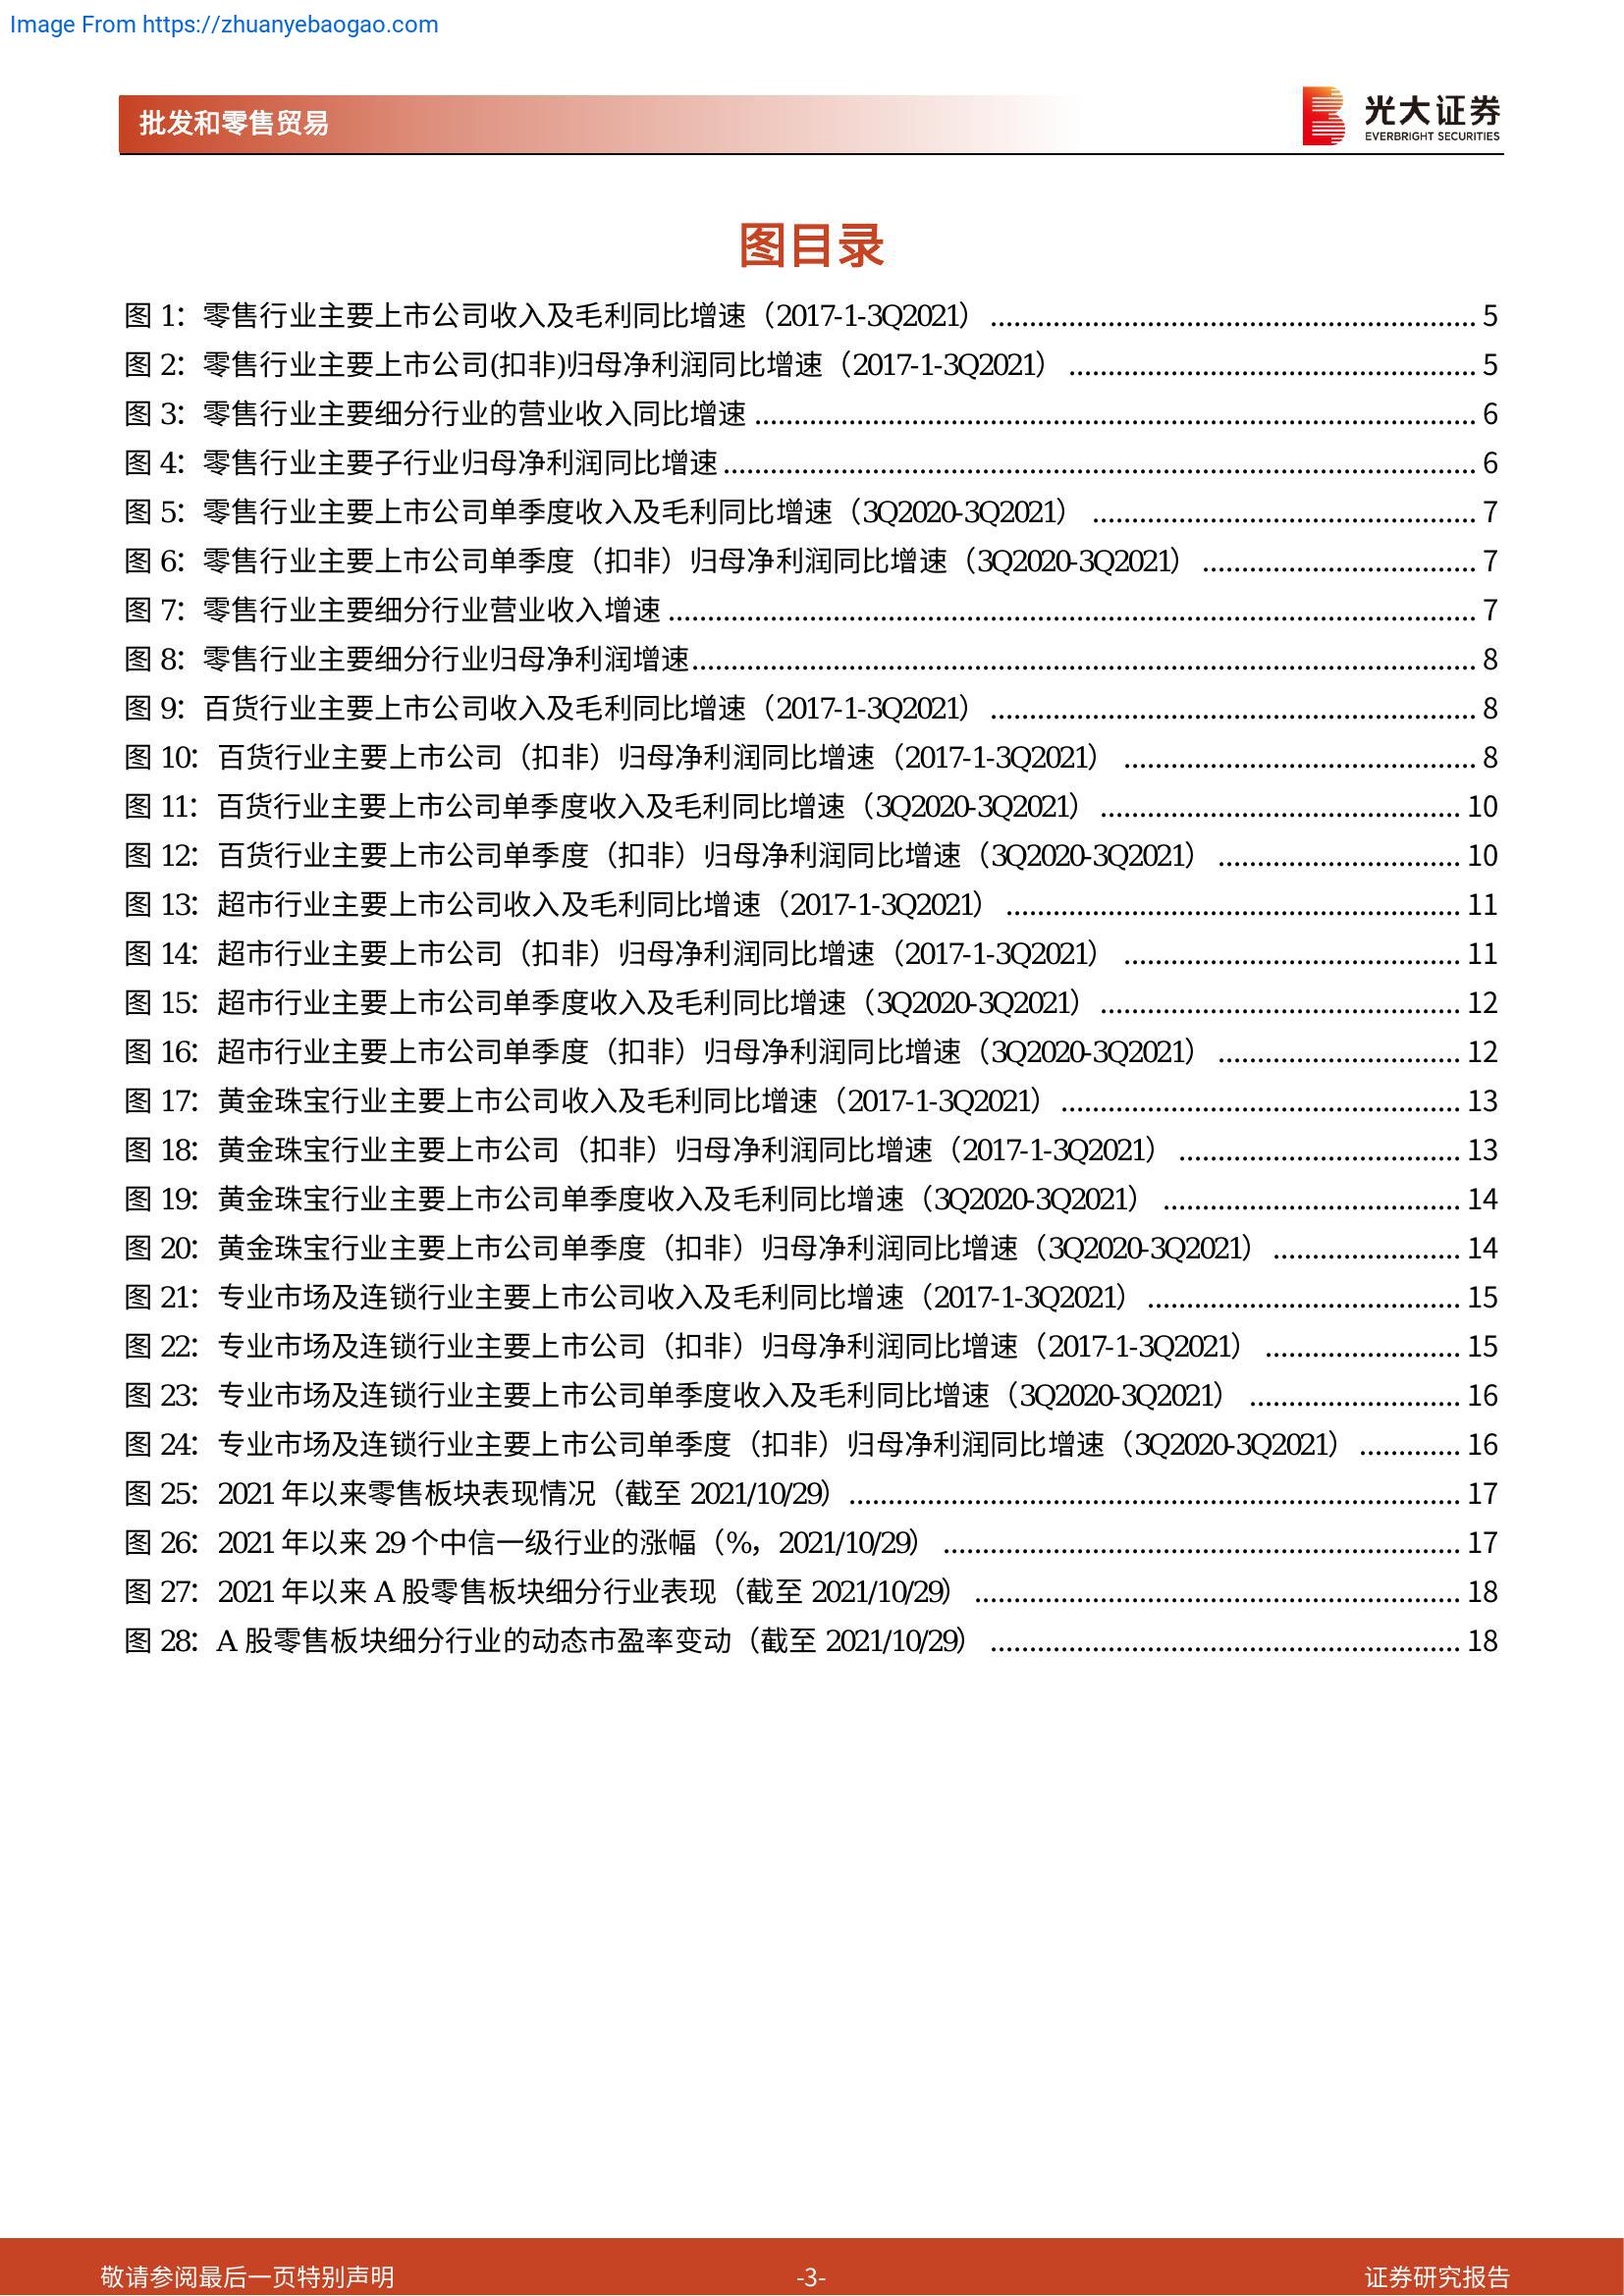 Image From https://zhuanyebaogao.com
批发和零售贸易
光大证券
EVERBRIGHT SECURITIES
图目录
图 1：零售行业主要上市公司收入及毛利同比增速（2017-1-3Q2021） ........ 5
图 2：零售行业主要上市公司(扣非)归母净利润同比增速（2017-1-3Q2021） ........ 5
图 3：零售行业主要细分行业的营业收入同比增速 ........ 6
图 4：零售行业主要子行业归母净利润同比增速 ........ 6
图 5：零售行业主要上市公司单季度收入及毛利同比增速（3Q2020-3Q2021） ........ 7
图 6：零售行业主要上市公司单季度（扣非）归母净利润同比增速（3Q2020-3Q2021） ........ 7
图 7：零售行业主要细分行业营业收入增速 ........ 7
图 8：零售行业主要细分行业归母净利润增速 ........ 8
图 9：百货行业主要上市公司收入及毛利同比增速（2017-1-3Q2021） ........ 8
图 10：百货行业主要上市公司（扣非）归母净利润同比增速（2017-1-3Q2021） ........ 8
图 11：百货行业主要上市公司单季度收入及毛利同比增速（3Q2020-3Q2021） ........ 10
图 12：百货行业主要上市公司单季度（扣非）归母净利润同比增速（3Q2020-3Q2021） ........ 10
图 13：超市行业主要上市公司收入及毛利同比增速（2017-1-3Q2021） ........ 11
图 14：超市行业主要上市公司（扣非）归母净利润同比增速（2017-1-3Q2021） ........ 11
图 15：超市行业主要上市公司单季度收入及毛利同比增速（3Q2020-3Q2021） ........ 12
图 16：超市行业主要上市公司单季度（扣非）归母净利润同比增速（3Q2020-3Q2021） ........ 12
图 17：黄金珠宝行业主要上市公司收入及毛利同比增速（2017-1-3Q2021） ........ 13
图 18：黄金珠宝行业主要上市公司（扣非）归母净利润同比增速（2017-1-3Q2021） ........ 13
图 19：黄金珠宝行业主要上市公司单季度收入及毛利同比增速（3Q2020-3Q2021） ........ 14
图 20：黄金珠宝行业主要上市公司单季度（扣非）归母净利润同比增速（3Q2020-3Q2021） ........ 14
图 21：专业市场及连锁行业主要上市公司收入及毛利同比增速（2017-1-3Q2021） ........ 15
图 22：专业市场及连锁行业主要上市公司（扣非）归母净利润同比增速（2017-1-3Q2021） ........ 15
图 23：专业市场及连锁行业主要上市公司单季度收入及毛利同比增速（3Q2020-3Q2021） ........ 16
图 24：专业市场及连锁行业主要上市公司单季度（扣非）归母净利润同比增速（3Q2020-3Q2021） ........ 16
图 25：2021 年以来零售板块表现情况（截至 2021/10/29） ........ 17
图 26：2021 年以来 29 个中信一级行业的涨幅（%，2021/10/29） ........ 17
图 27：2021 年以来 A 股零售板块细分行业表现（截至 2021/10/29） ........ 18
图 28：A 股零售板块细分行业的动态市盈率变动（截至 2021/10/29） ........ 18
敬请参阅最后一页特别声明
-3-
证券研究报告